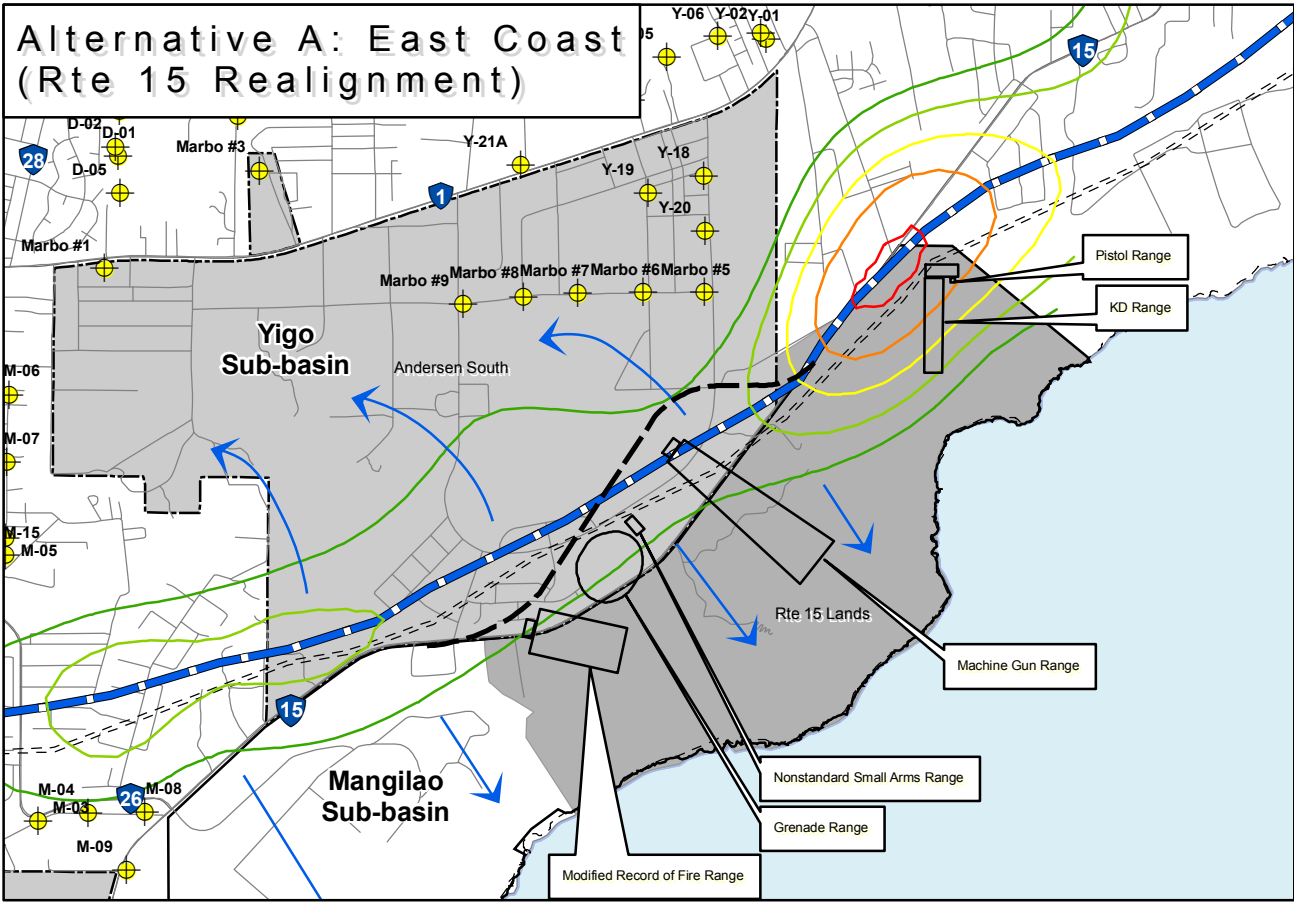 Alternative A: East Coast
(Rte 15 Realignment)
05
Y-06
Y-02
Y-01
15
D-02
D-01
28
D-05
Marbo #3
Y-21A
1
Y-19
Y-18
Y-20
Marbo #1
Marbo #9
Marbo #8
Marbo #7
Marbo #6
Marbo #5
Pistol Range
KD Range
Yigo
Sub-basin
Andersen South
M-06
M-07
M-15
M-05
Rte 15 Lands
Machine Gun Range
15
Nonstandard Small Arms Range
Mangilao
Sub-basin
M-04
M-03
26
M-08
Grenade Range
M-09
Modified Record of Fire Range